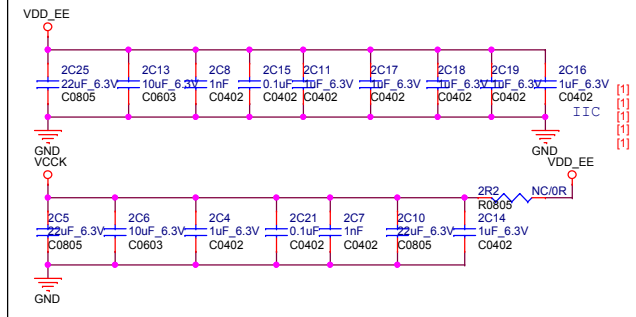 VDD_EE
2C25 2C13 2C8 2C15 2C11 2C17 2C18 2C19 2C16
22uF_6.3V 10uF_6.3V 1nF 0.1uF 1uF_6.3V 1uF_6.3V 1uF_6.3V 1uF_6.3V 1uF_6.3V
C0805 C0603 C0402 C0402 C0402 C0402 C0402 C0402 C0402
[1]
[1]
IIC [1]
[1]
[1]
GND GND
VCCK VDD_EE
2R2 NC/0R
R0805
2C5 2C6 2C4 2C21 2C7 2C10 2C14
22uF_6.3V 10uF_6.3V 1uF_6.3V 0.1uF 1nF 22uF_6.3V 1uF_6.3V
C0805 C0603 C0402 C0402 C0402 C0805 C0402
GND